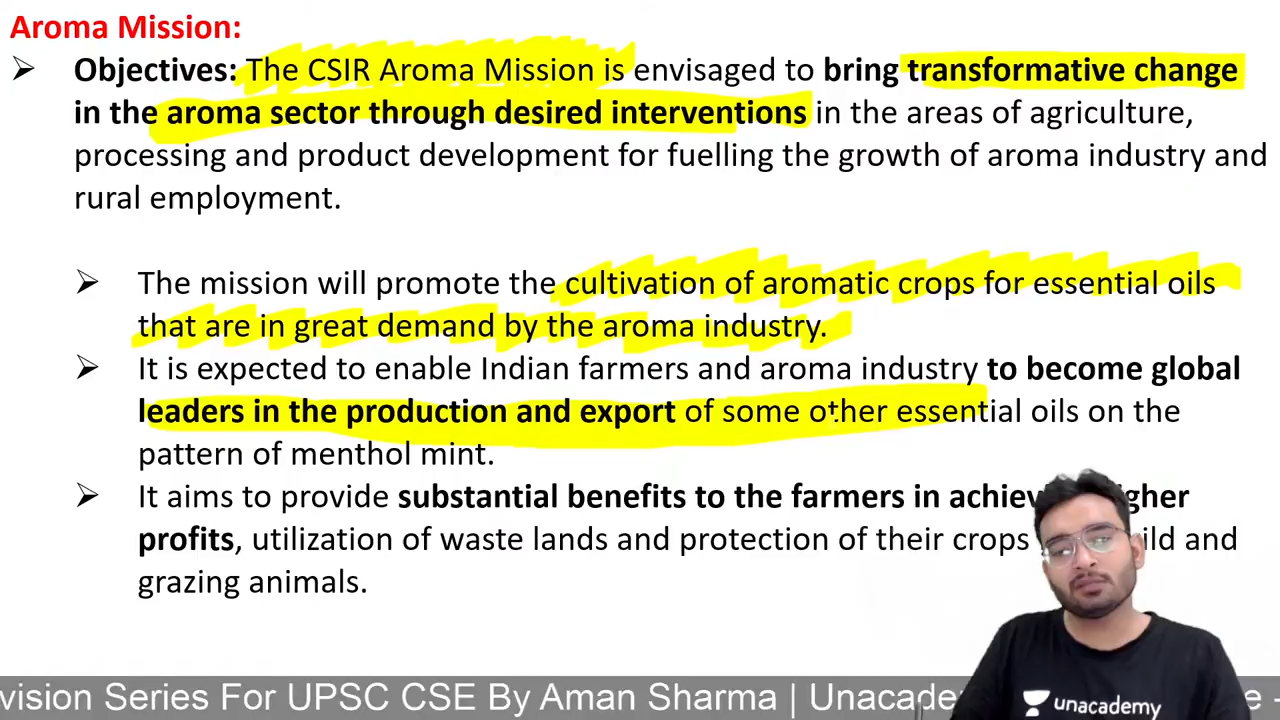 Aroma Mission:
Objectives: The CSIR Aroma Mission is envisaged to bring transformative change
in the aroma sector through desired interventions in the areas of agriculture,
processing and product development for fuelling the growth of aroma industry and
rural employment.
The mission will promote the cultivation of aromatic crops for essential oils
that are in great demand by the aroma industry.
It is expected to enable Indian farmers and aroma industry to become global
leaders in the production and export of some other essential oils on the
pattern of menthol mint.
It aims to provide substantial benefits to the farmers in
profits, utilization of waste lands and protection of their crops and
grazing animals.
vision Series For UPSC CSE By Aman Sharma |
unacademy